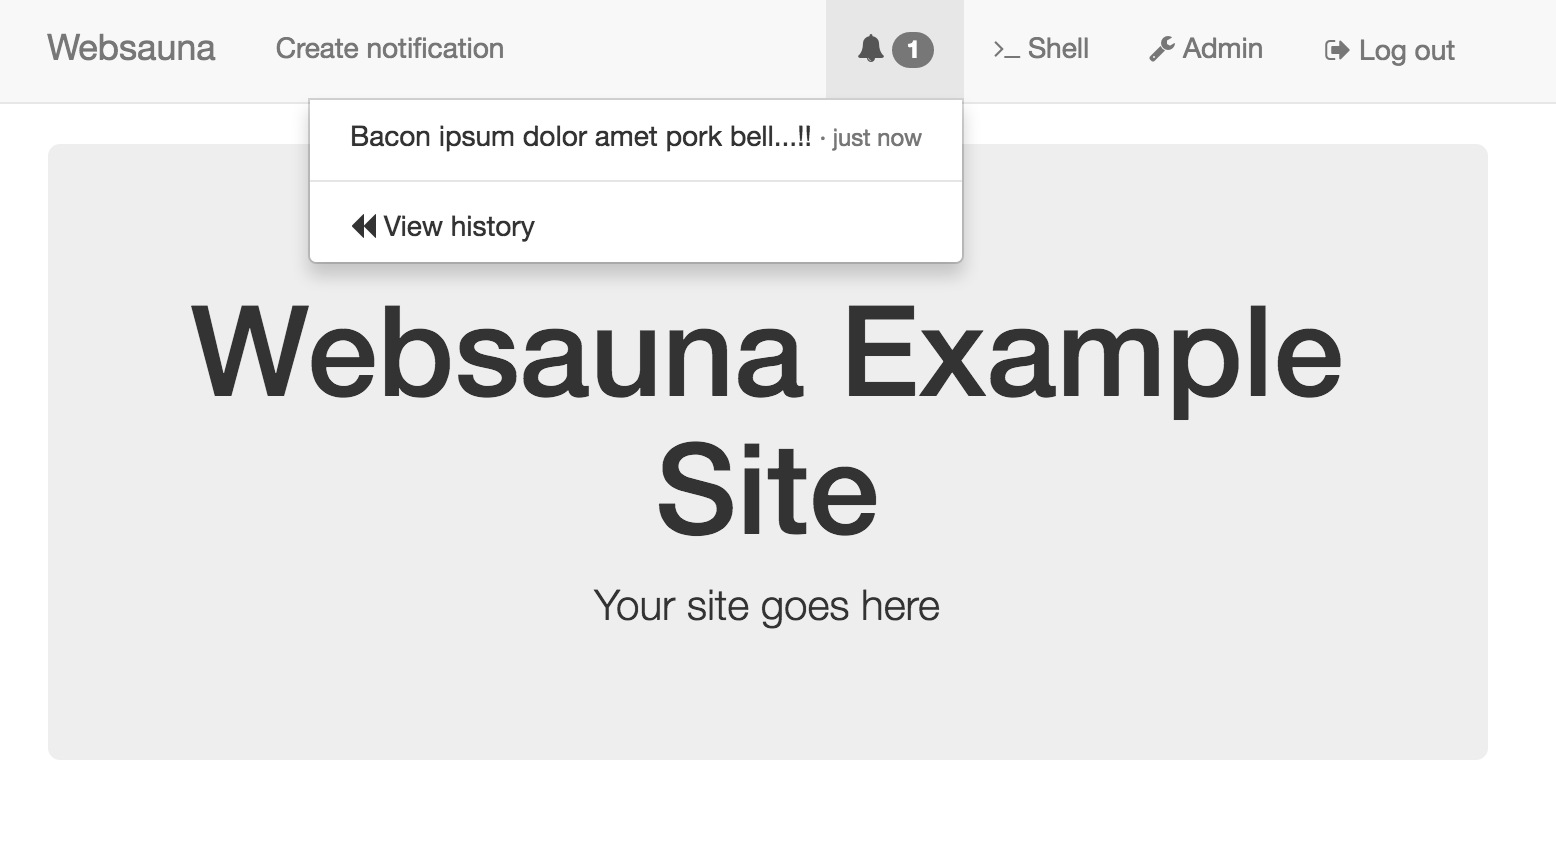 Websauna Create notification 1 Shell Admin Log out
Bacon ipsum dolor amet pork bell...!! · just now
View history
Websauna Example
Site
Your site goes here